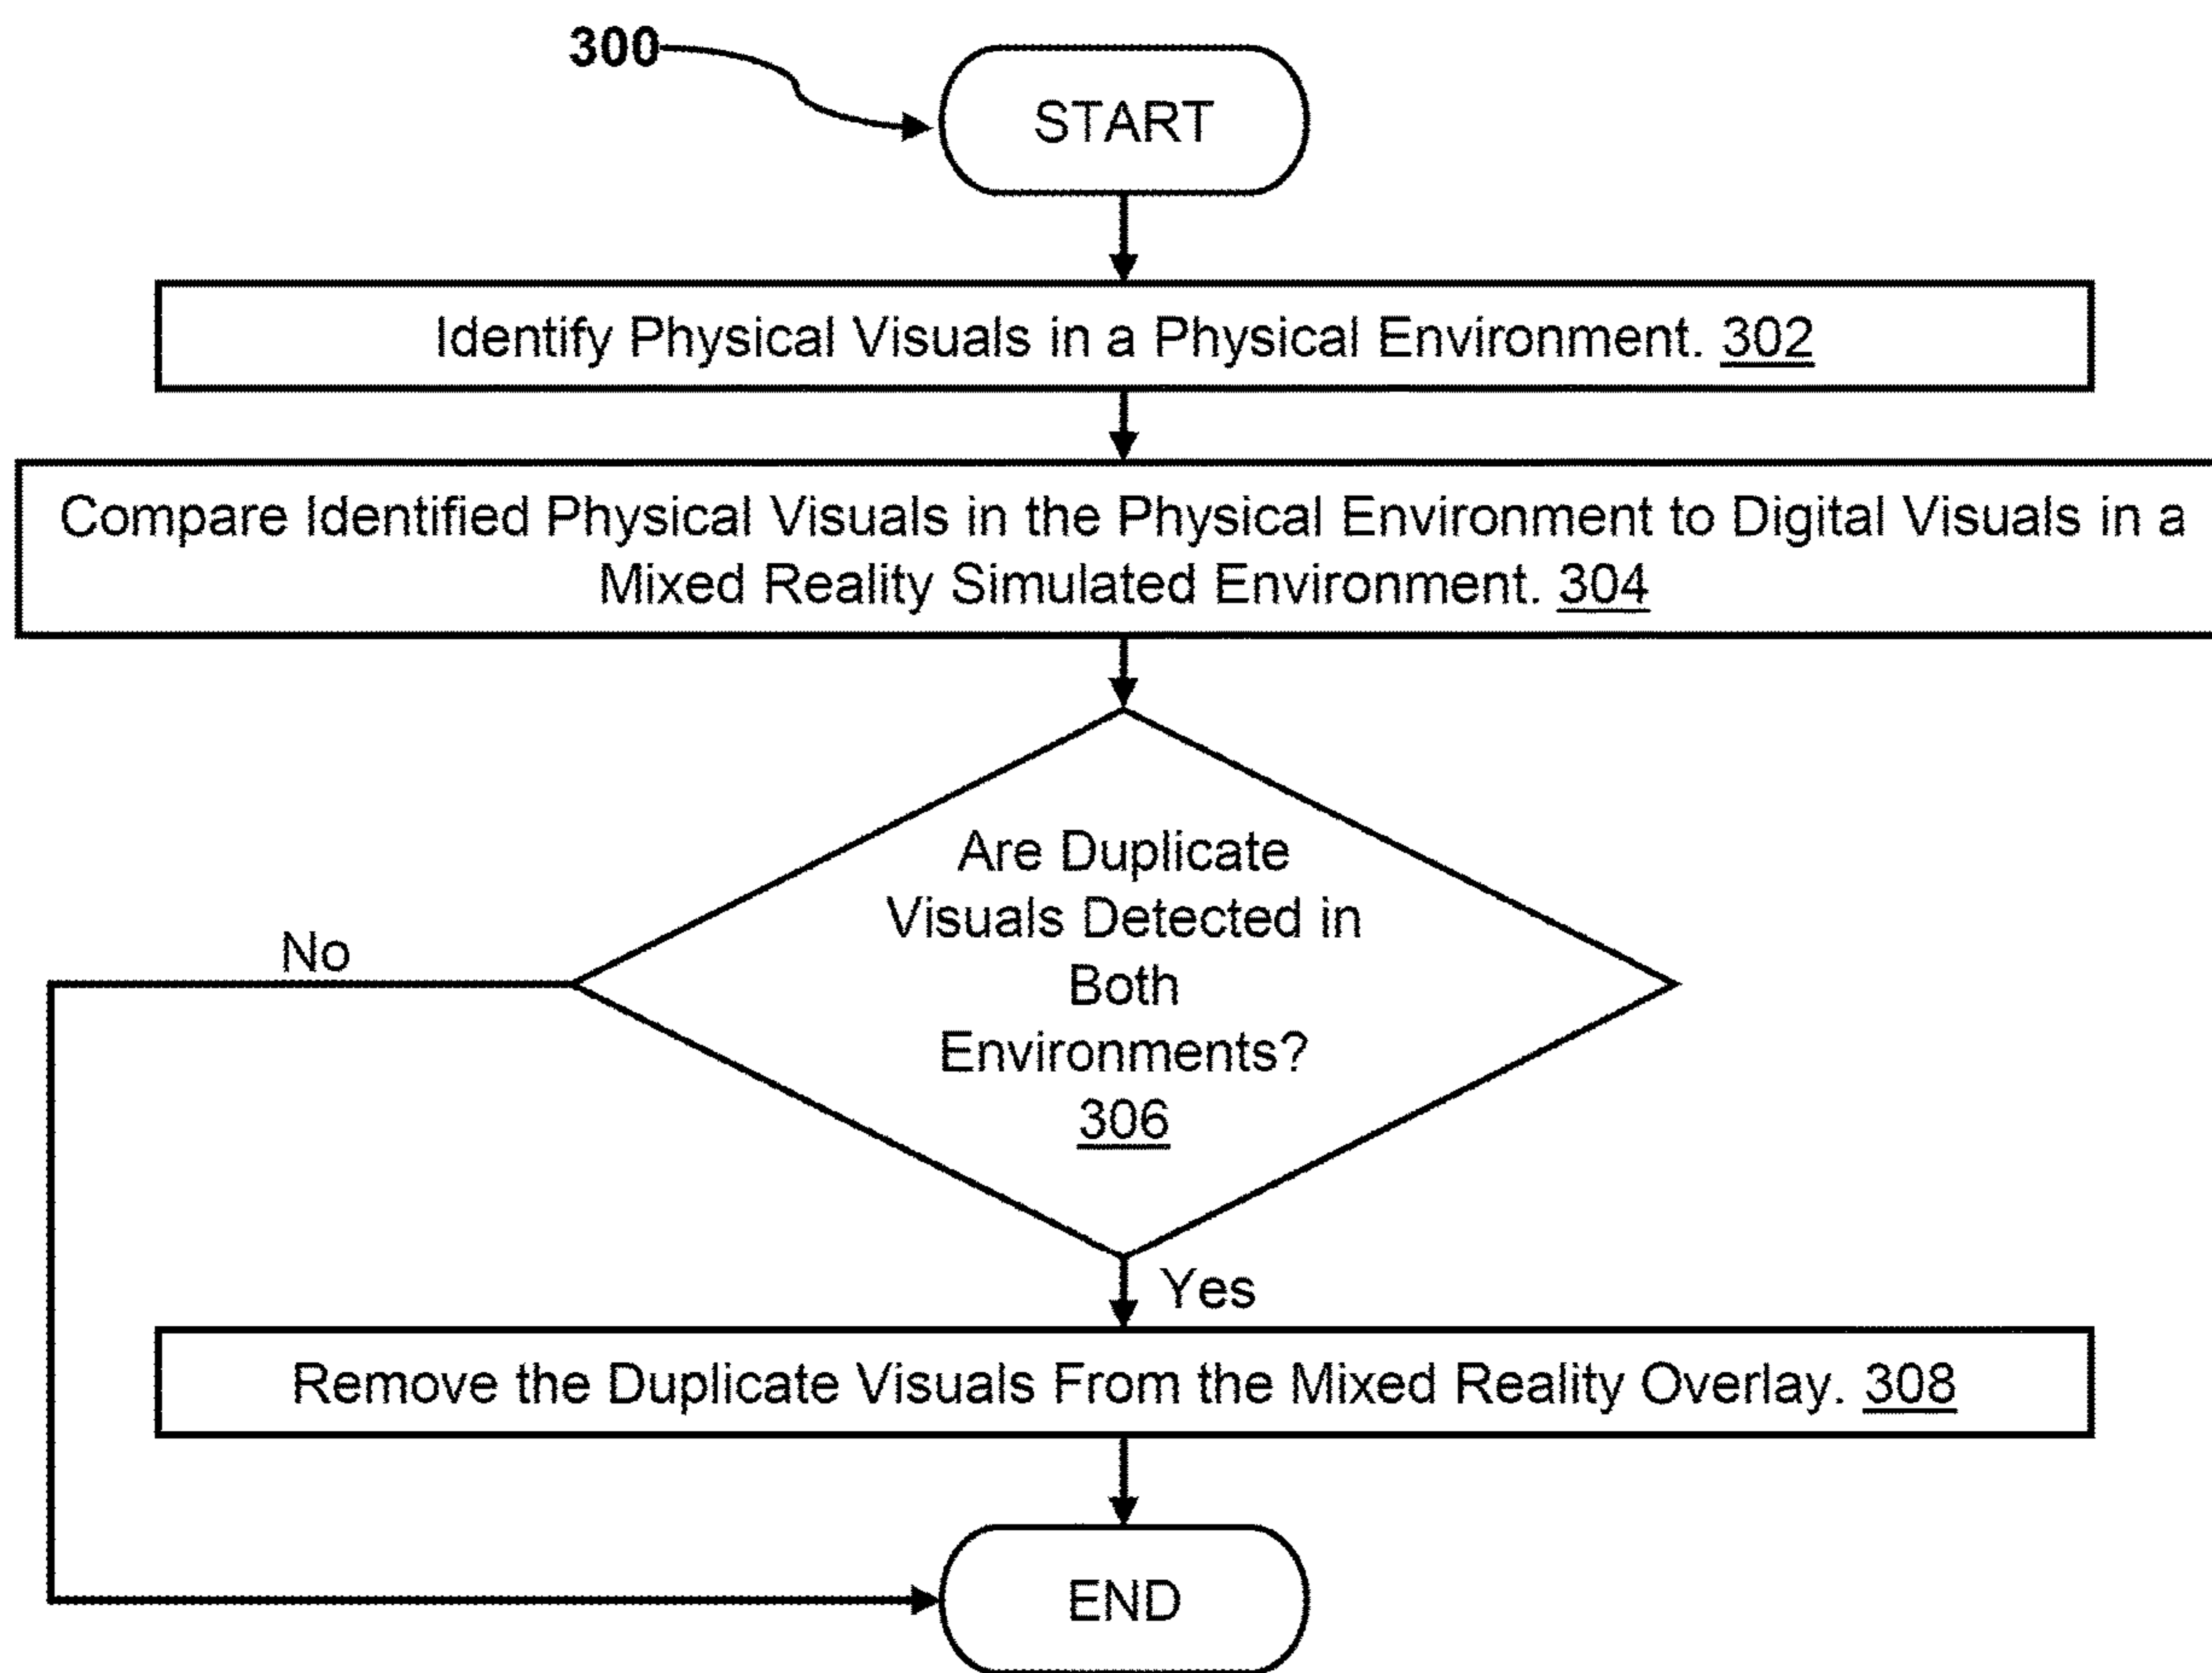 300
START
Identify Physical Visuals in a Physical Environment. 302
Compare Identified Physical Visuals in the Physical Environment to Digital Visuals in a
Mixed Reality Simulated Environment. 304
Are Duplicate
Visuals Detected in
Both
Environments?
306
No
Yes
Remove the Duplicate Visuals From the Mixed Reality Overlay. 308
END